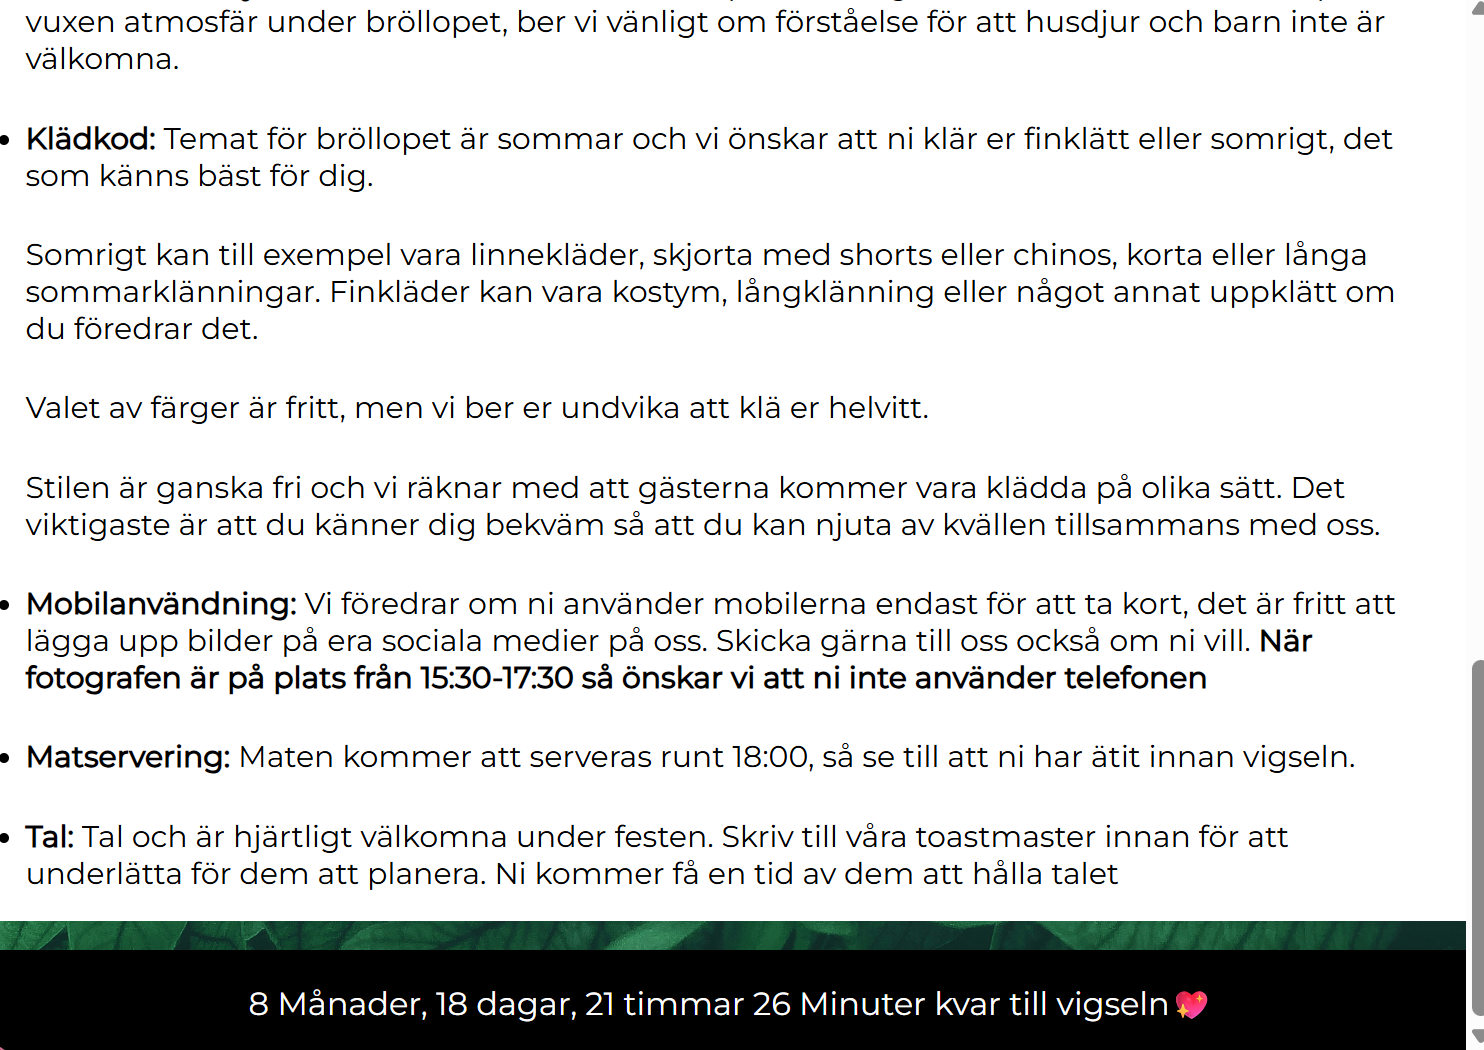 vuxen atmosfär under bröllopet, ber vi vänligt om förståelse för att husdjur och barn inte är
välkomna.
Klädkod: Temat för bröllopet är sommar och vi önskar att ni klär er finklätt eller somrigt, det
som känns bäst för dig.
Somrigt kan till exempel vara linnekläder, skjorta med shorts eller chinos, korta eller långa
sommarklänningar. Finkläder kan vara kostym, långklänning eller något annat uppklätt om
du föredrar det.
Valet av färger är fritt, men vi ber er undvika att klä er helvitt.
Stilen är ganska fri och vi räknar med att gästerna kommer vara klädda på olika sätt. Det
viktigaste är att du känner dig bekväm så att du kan njuta av kvällen tillsammans med oss.
Mobilanvändning: Vi föredrar om ni använder mobilerna endast för att ta kort, det är fritt att
lägga upp bilder på era sociala medier på oss. Skicka gärna till oss också om ni vill. När
fotografen är på plats från 15:30-17:30 så önskar vi att ni inte använder telefonen
Matservering: Maten kommer att serveras runt 18:00, så se till att ni har ätit innan vigseln.
Tal: Tal och är hjärtligt välkomna under festen. Skriv till våra toastmaster innan för att
underlätta för dem att planera. Ni kommer få en tid av dem att hålla talet
8 Månader, 18 dagar, 21 timmar 26 Minuter kvar till vigseln 💖